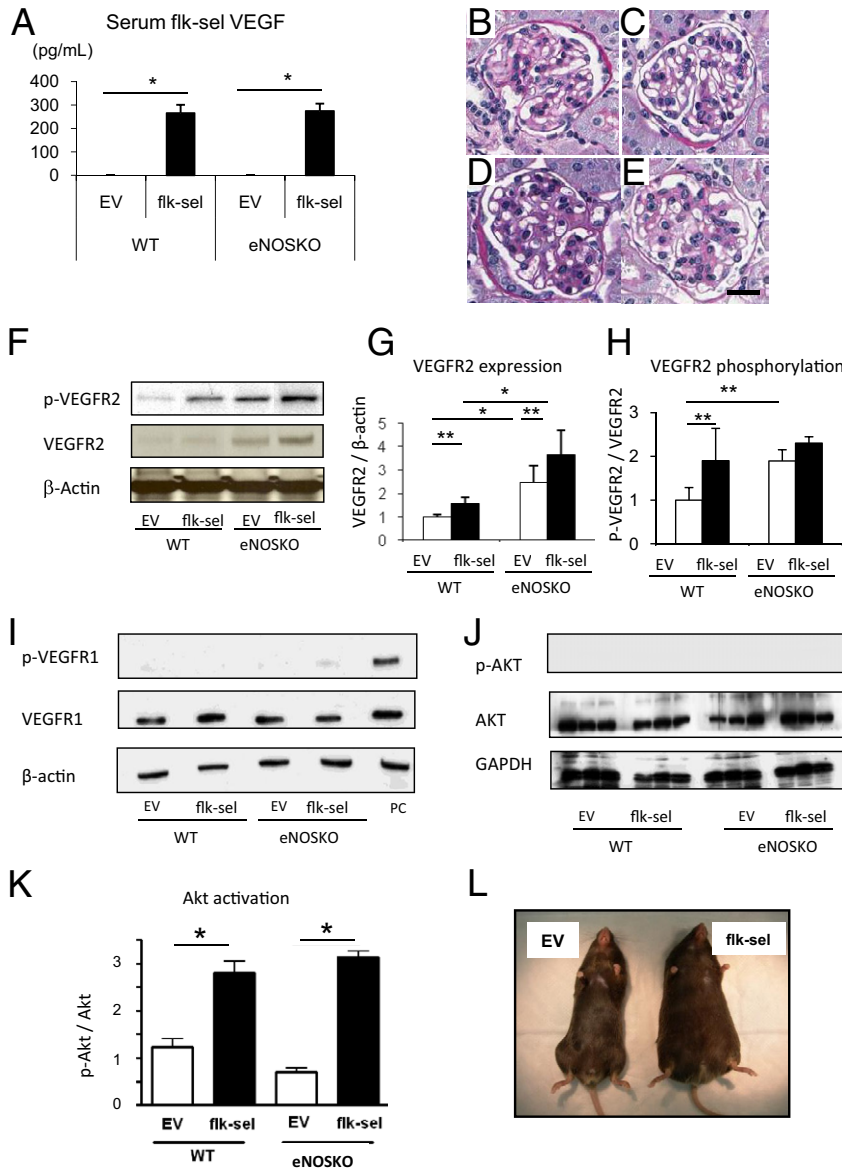 A
Serum flk-sel VEGF
(pg/mL)
400
300
200
100
0
* *
EV flk-sel EV flk-sel
WT eNOSKO
B C
D E
F
p-VEGFR2
VEGFR2
β-Actin
EV flk-sel EV flk-sel
WT eNOSKO
G
VEGFR2 expression
VEGFR2 / β-actin
5
4
3
2
1
0
*
*
** **
EV flk-sel EV flk-sel
WT eNOSKO
H
VEGFR2 phosphorylation
P-VEGFR2 / VEGFR2
3
2
1
0
**
**
EV flk-sel EV flk-sel
WT eNOSKO
I
p-VEGFR1
VEGFR1
β-actin
EV flk-sel EV flk-sel PC
WT eNOSKO
J
p-AKT
AKT
GAPDH
EV flk-sel EV flk-sel
WT eNOSKO
K
Akt activation
p-Akt / Akt
3
2
1
0
* *
EV flk-sel EV flk-sel
WT eNOSKO
L
EV flk-sel